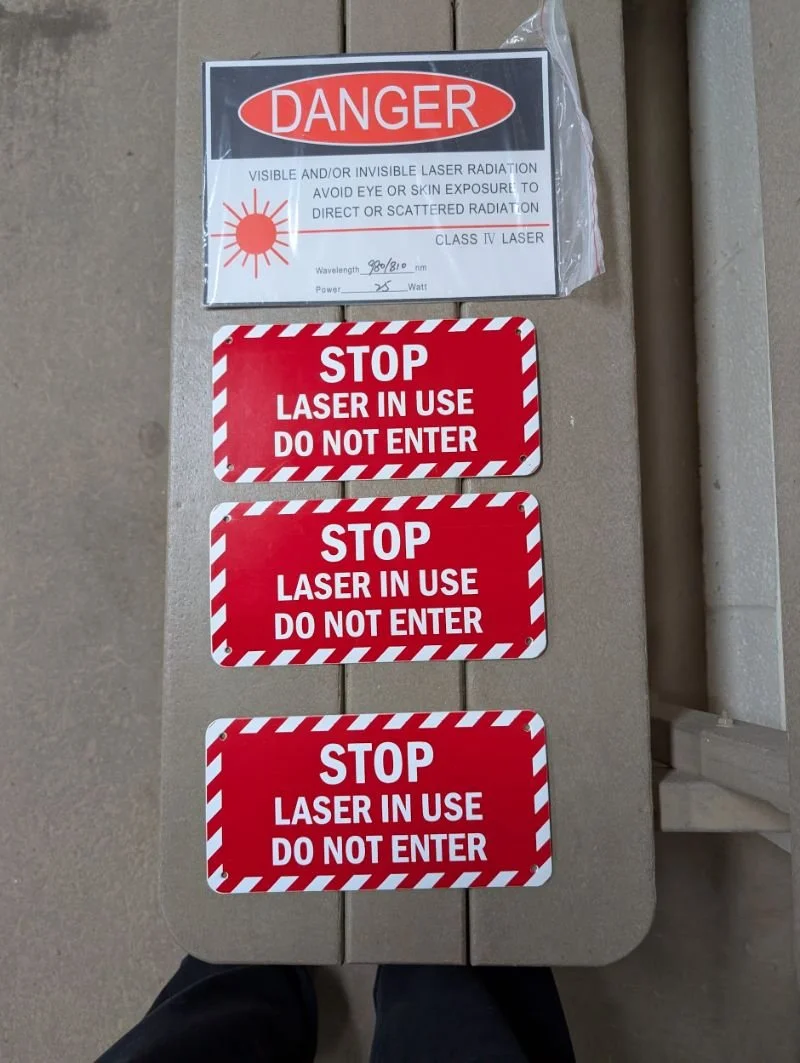 DANGER
VISIBLE AND/OR INVISIBLE LASER RADIATION
AVOID EYE OR SKIN EXPOSURE TO
DIRECT OR SCATTERED RADIATION
CLASS Ⅳ LASER
Wavelength 980/810 nm
Power 25 Watt
STOP
LASER IN USE
DO NOT ENTER
STOP
LASER IN USE
DO NOT ENTER
STOP
LASER IN USE
DO NOT ENTER